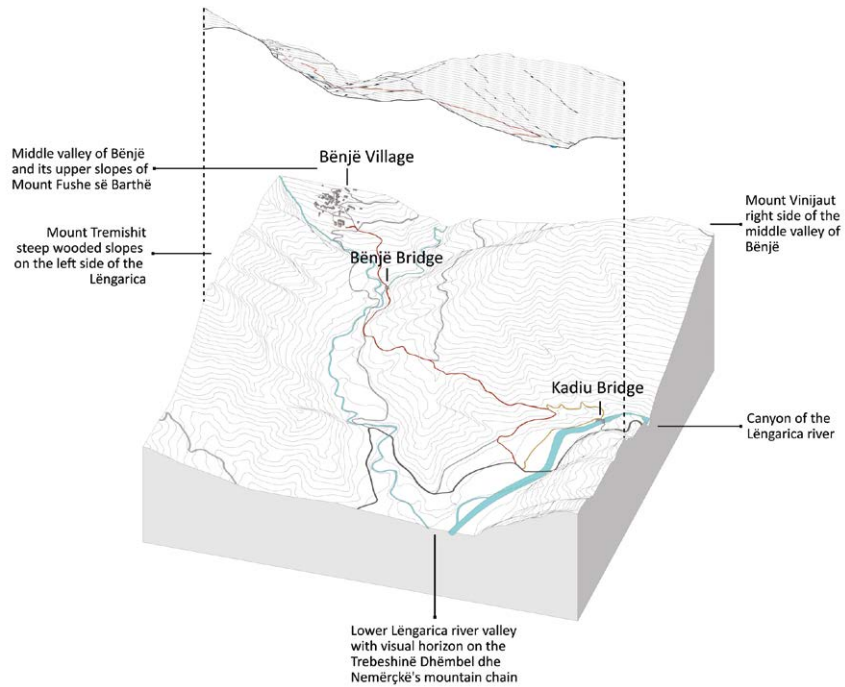 Middle valley of Bënjë
and its upper slopes of
Mount Fushe së Barthë
Bënjë Village
Mount Tremishit
steep wooded slopes
on the left side of the
Lëngarica
Bënjë Bridge
Mount Vinijaut
right side of the
middle valley of
Bënjë
Kadiu Bridge
Canyon of the
Lëngarica river
Lower Lëngarica river valley
with visual horizon on the
Trebeshinë Dhëmbel dhe
Nemërçkë's mountain chain